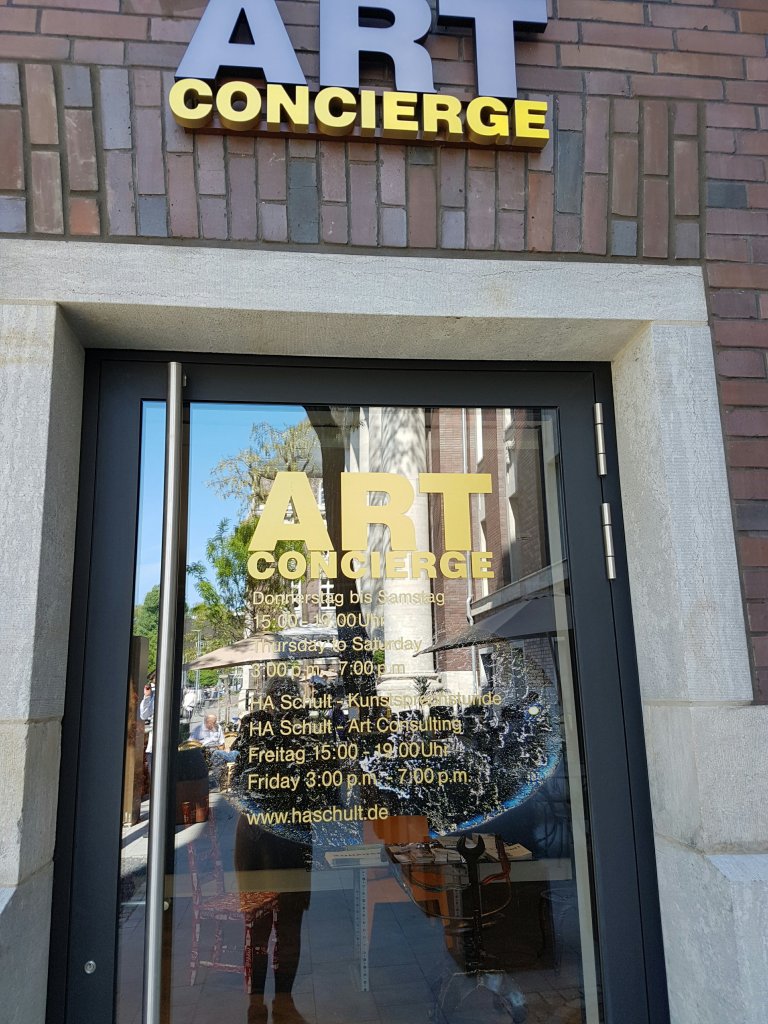 ART
CONCIERGE
ART
CONCIERGE
Donnerstag bis Samstag
15:00 - 19:00 Uhr
Thursday to Saturday
3:00 p.m. - 7:00 p.m
HA Schult - Kunstsprechstunde
HA Schult - Art Consulting
Freitag 15:00 - 19:00 Uhr
Friday 3:00 p.m. - 7:00 p.m.
www.haschult.de